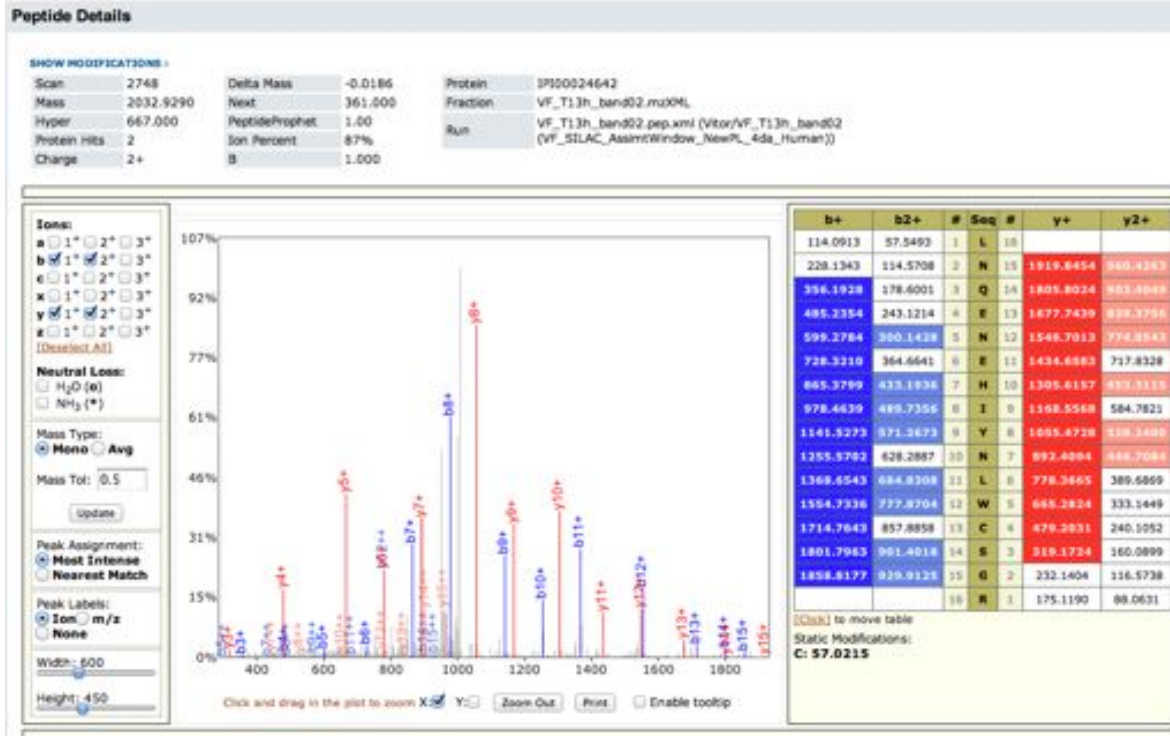 Peptide Details
SHOW MODIFICATIONS
Scan 2748 Delta Mass -0.0186 Protein IPI00024642
Mass 2032.9290 Next 361.000 Fraction VF_T13h_band02.mzXML
Hyper 667.000 PeptideProphet 1.00 Run VF_T13h_band02.pep.xml (Vitor/VF_T13h_band02
Protein Hits 2 Ion Percent 87% (VF_SILAC_AssimtWindow_NewPL_4da_Human))
Charge 2+ B 1.000
Ions:
a 1+ 2+ 3+
b 1+ 2+ 3+
c 1+ 2+ 3+
x 1+ 2+ 3+
y 1+ 2+ 3+
z 1+ 2+ 3+
[Deselect All]
Neutral Loss:
H2O (o)
NH3 (*)
Mass Type:
Mono Avg
Mass Tol: 0.5
Update
Peak Assignment:
Most Intense
Nearest Match
Peak Labels:
Ion m/z
None
Width: 600
Height: 450
107%
92%
77%
61%
46%
31%
15%
0%
400 600 800 1000 1200 1400 1600 1800
y3+ b3+ y4+ b5+ y5+ b6+ b7+ y7+ b8+ y8+ b9+ y9+ b10+ y10+ b11+ y11+ b12+ y13+ b13+ b15+ y15+
Click and drag in the plot to zoom X: Y: Zoom Out Print Enable tooltip
b+ b2+ # Seq # y+ y2+
114.0913 57.5493 1 L 16
228.1343 114.5708 2 N 15 1919.8454 960.4263
356.1928 178.6001 3 Q 14 1805.8024
485.2354 243.1214 4 E 13 1677.7439
599.2784 300.1428 5 N 12 774.8543
728.3210 364.6641 6 E 11 1434.6583 717.8328
865.3799 433.1936 7 H 10 1305.6157
978.4639 489.7356 8 I 9 1168.5568 584.7821
1141.5273 571.2673 9 Y 8 1055.4728 528.2400
1255.5702 628.2887 10 N 7 892.4094
1368.6543 684.8308 11 L 6 778.3665 389.6869
1554.7336 777.8704 12 W 5 665.2824 333.1449
1714.7643 857.8858 13 C 4 479.2031 240.1052
1801.7963 901.4018 14 S 3 319.1724 160.0899
1858.8177 929.9125 15 G 2 232.1404 116.5738
16 R 1 175.1190 88.0631
[Click] to move table
Static Modifications:
C: 57.0215